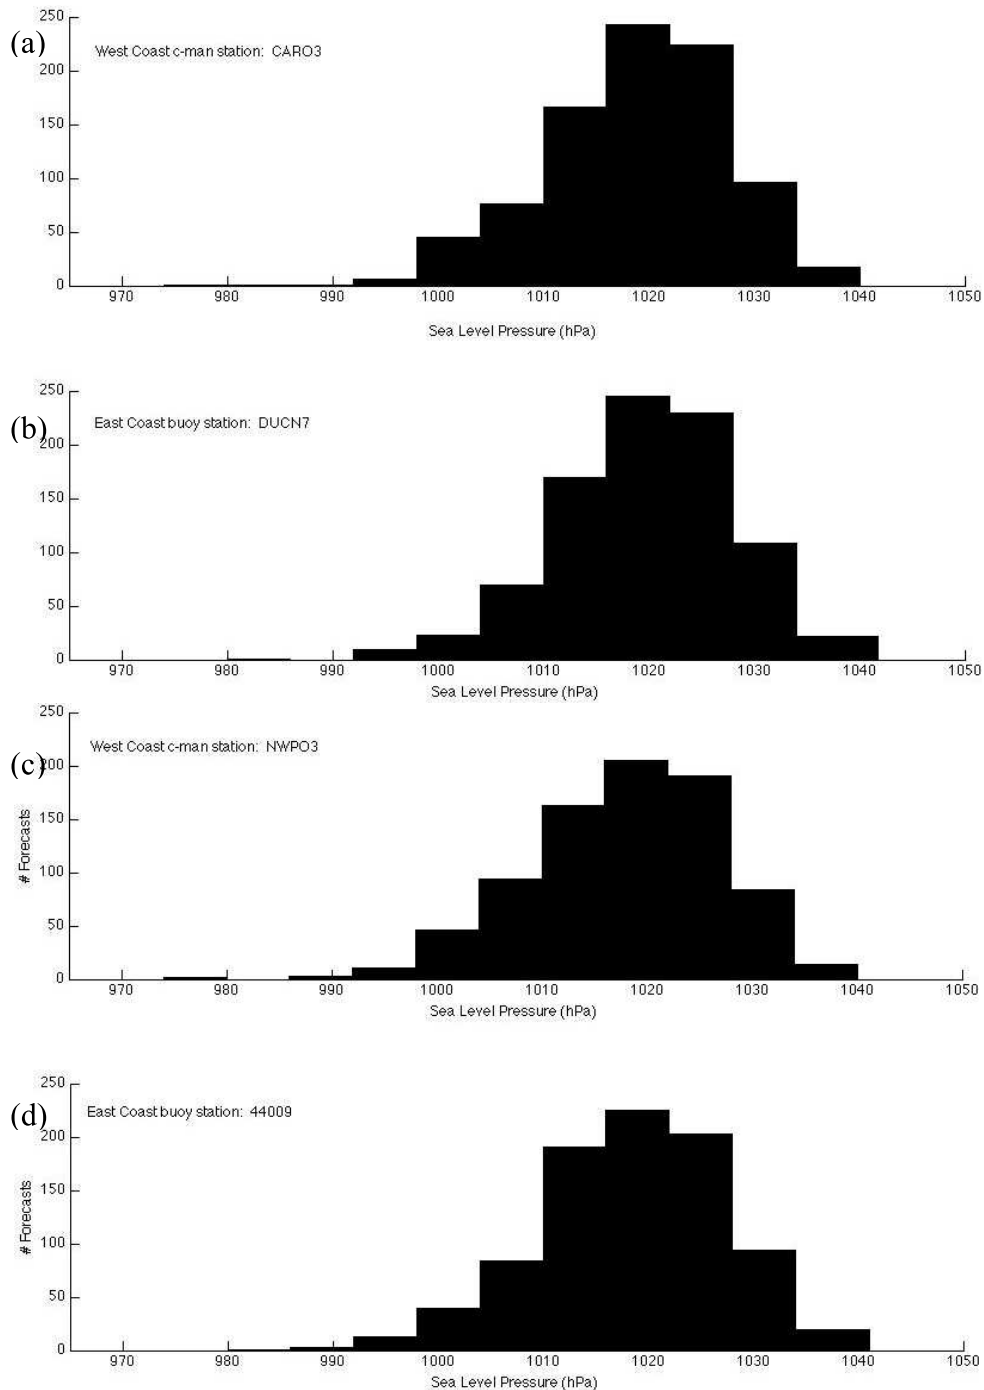 (a)
West Coast c-man station: CARO3
250
200
150
100
50
0
970 980 990 1000 1010 1020 1030 1040 1050
Sea Level Pressure (hPa)
(b)
East Coast buoy station: DUCN7
250
200
150
100
50
0
970 980 990 1000 1010 1020 1030 1040 1050
Sea Level Pressure (hPa)
(c)
West Coast c-man station: NWPO3
# Forecasts
250
200
150
100
50
0
970 980 990 1000 1010 1020 1030 1040 1050
Sea Level Pressure (hPa)
(d)
East Coast buoy station: 44009
# Forecasts
250
200
150
100
50
0
970 980 990 1000 1010 1020 1030 1040 1050
Sea Level Pressure (hPa)